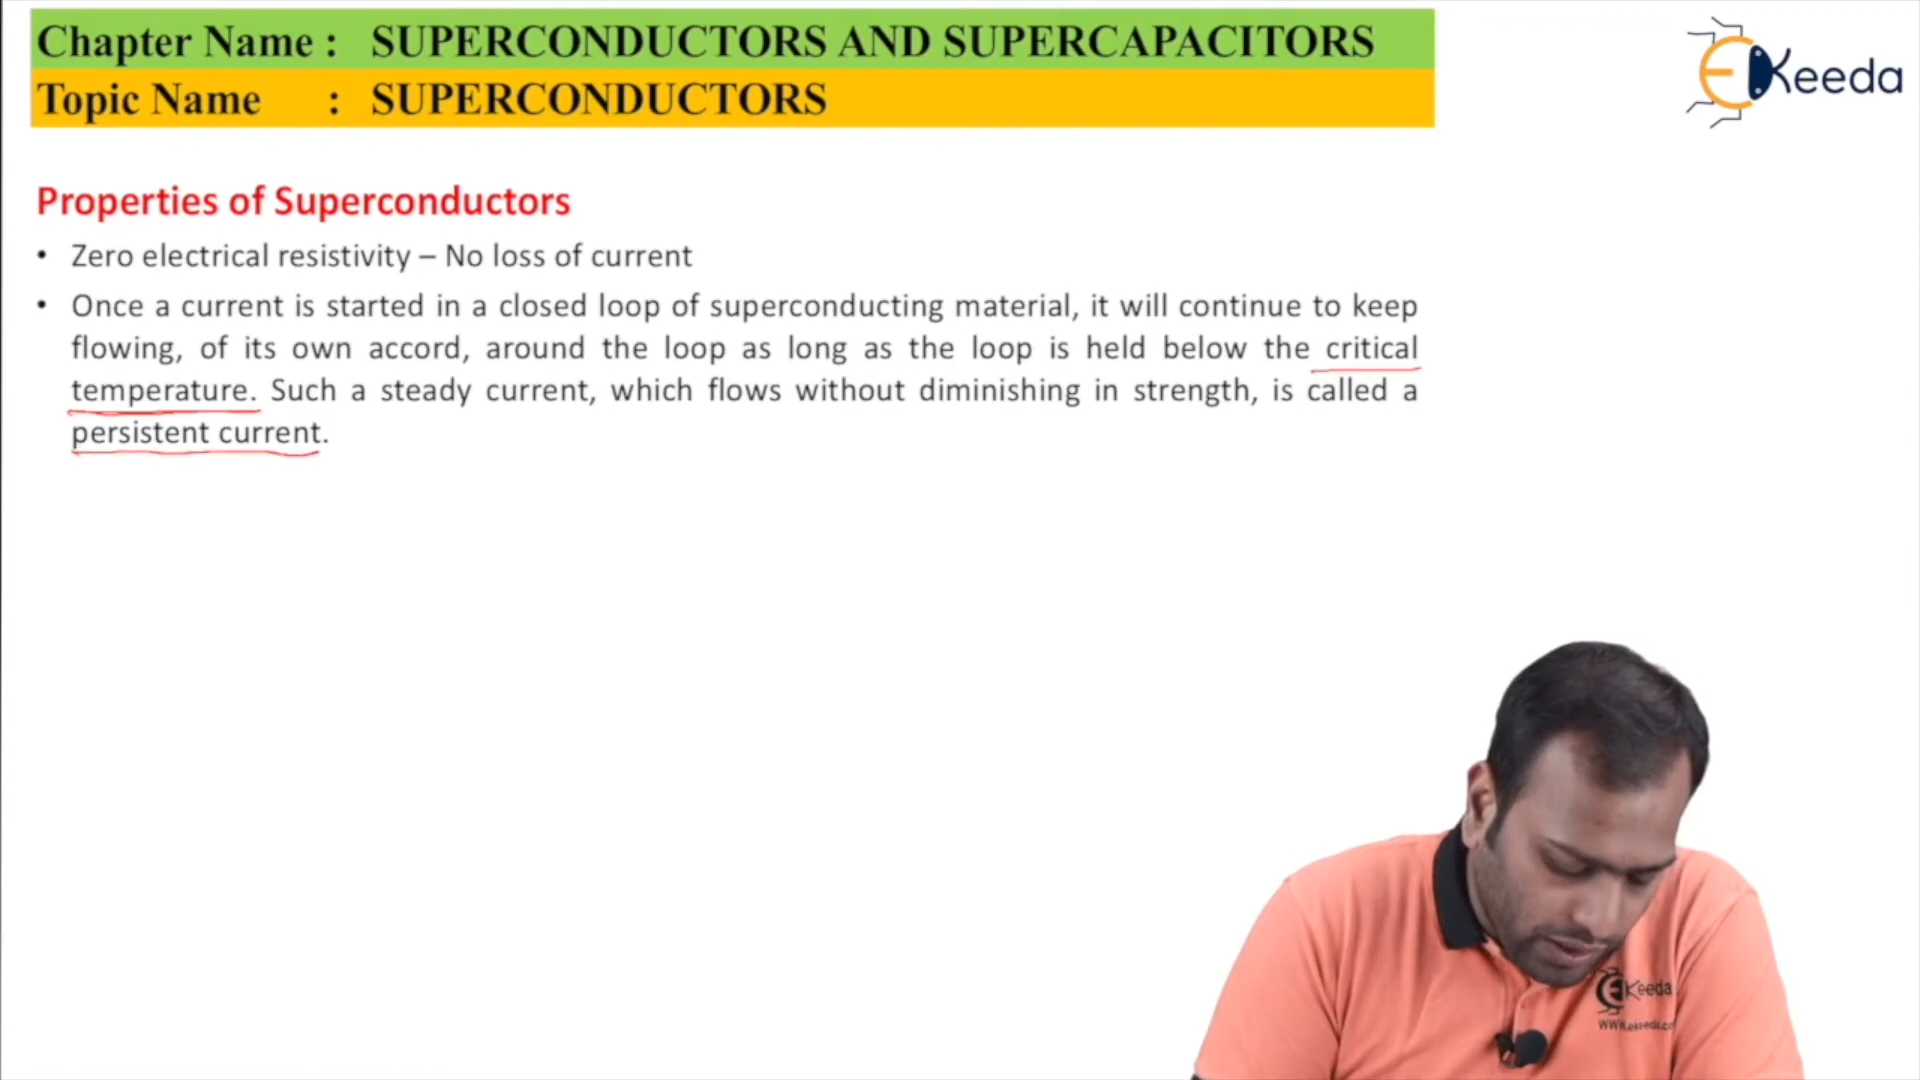 Chapter Name : SUPERCONDUCTORS AND SUPERCAPACITORS
Topic Name : SUPERCONDUCTORS
EKeeda
Properties of Superconductors
• Zero electrical resistivity – No loss of current
• Once a current is started in a closed loop of superconducting material, it will continue to keep
flowing, of its own accord, around the loop as long as the loop is held below the critical
temperature. Such a steady current, which flows without diminishing in strength, is called a
persistent current.
EKeeda